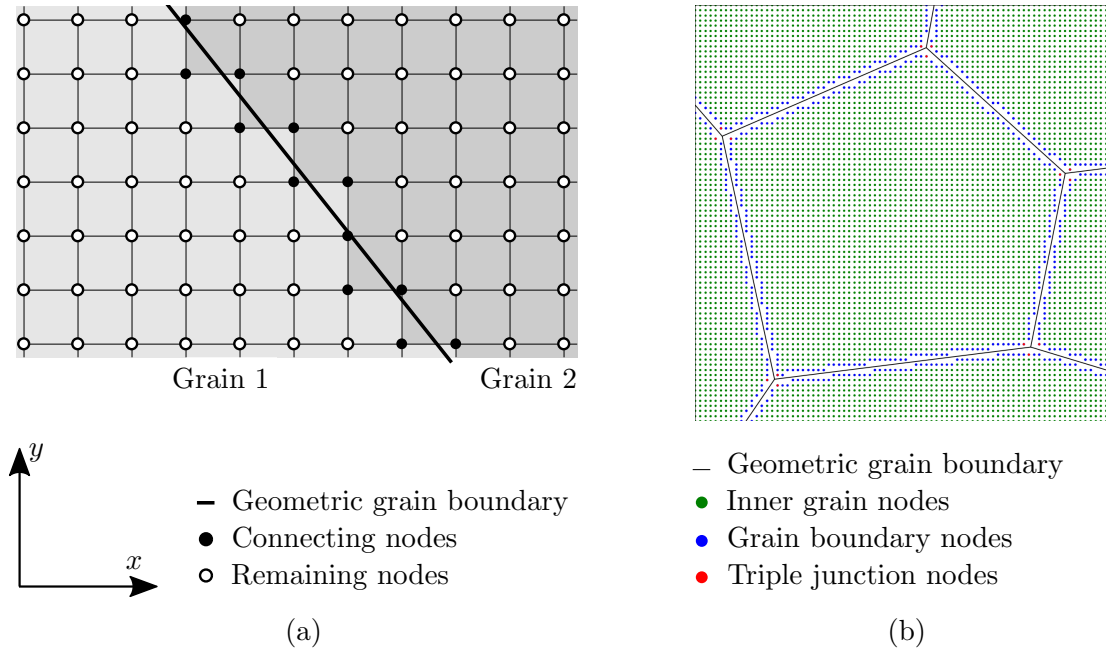 Grain 1
Grain 2
y
x
Geometric grain boundary
Connecting nodes
Remaining nodes
(a)
Geometric grain boundary
Inner grain nodes
Grain boundary nodes
Triple junction nodes
(b)